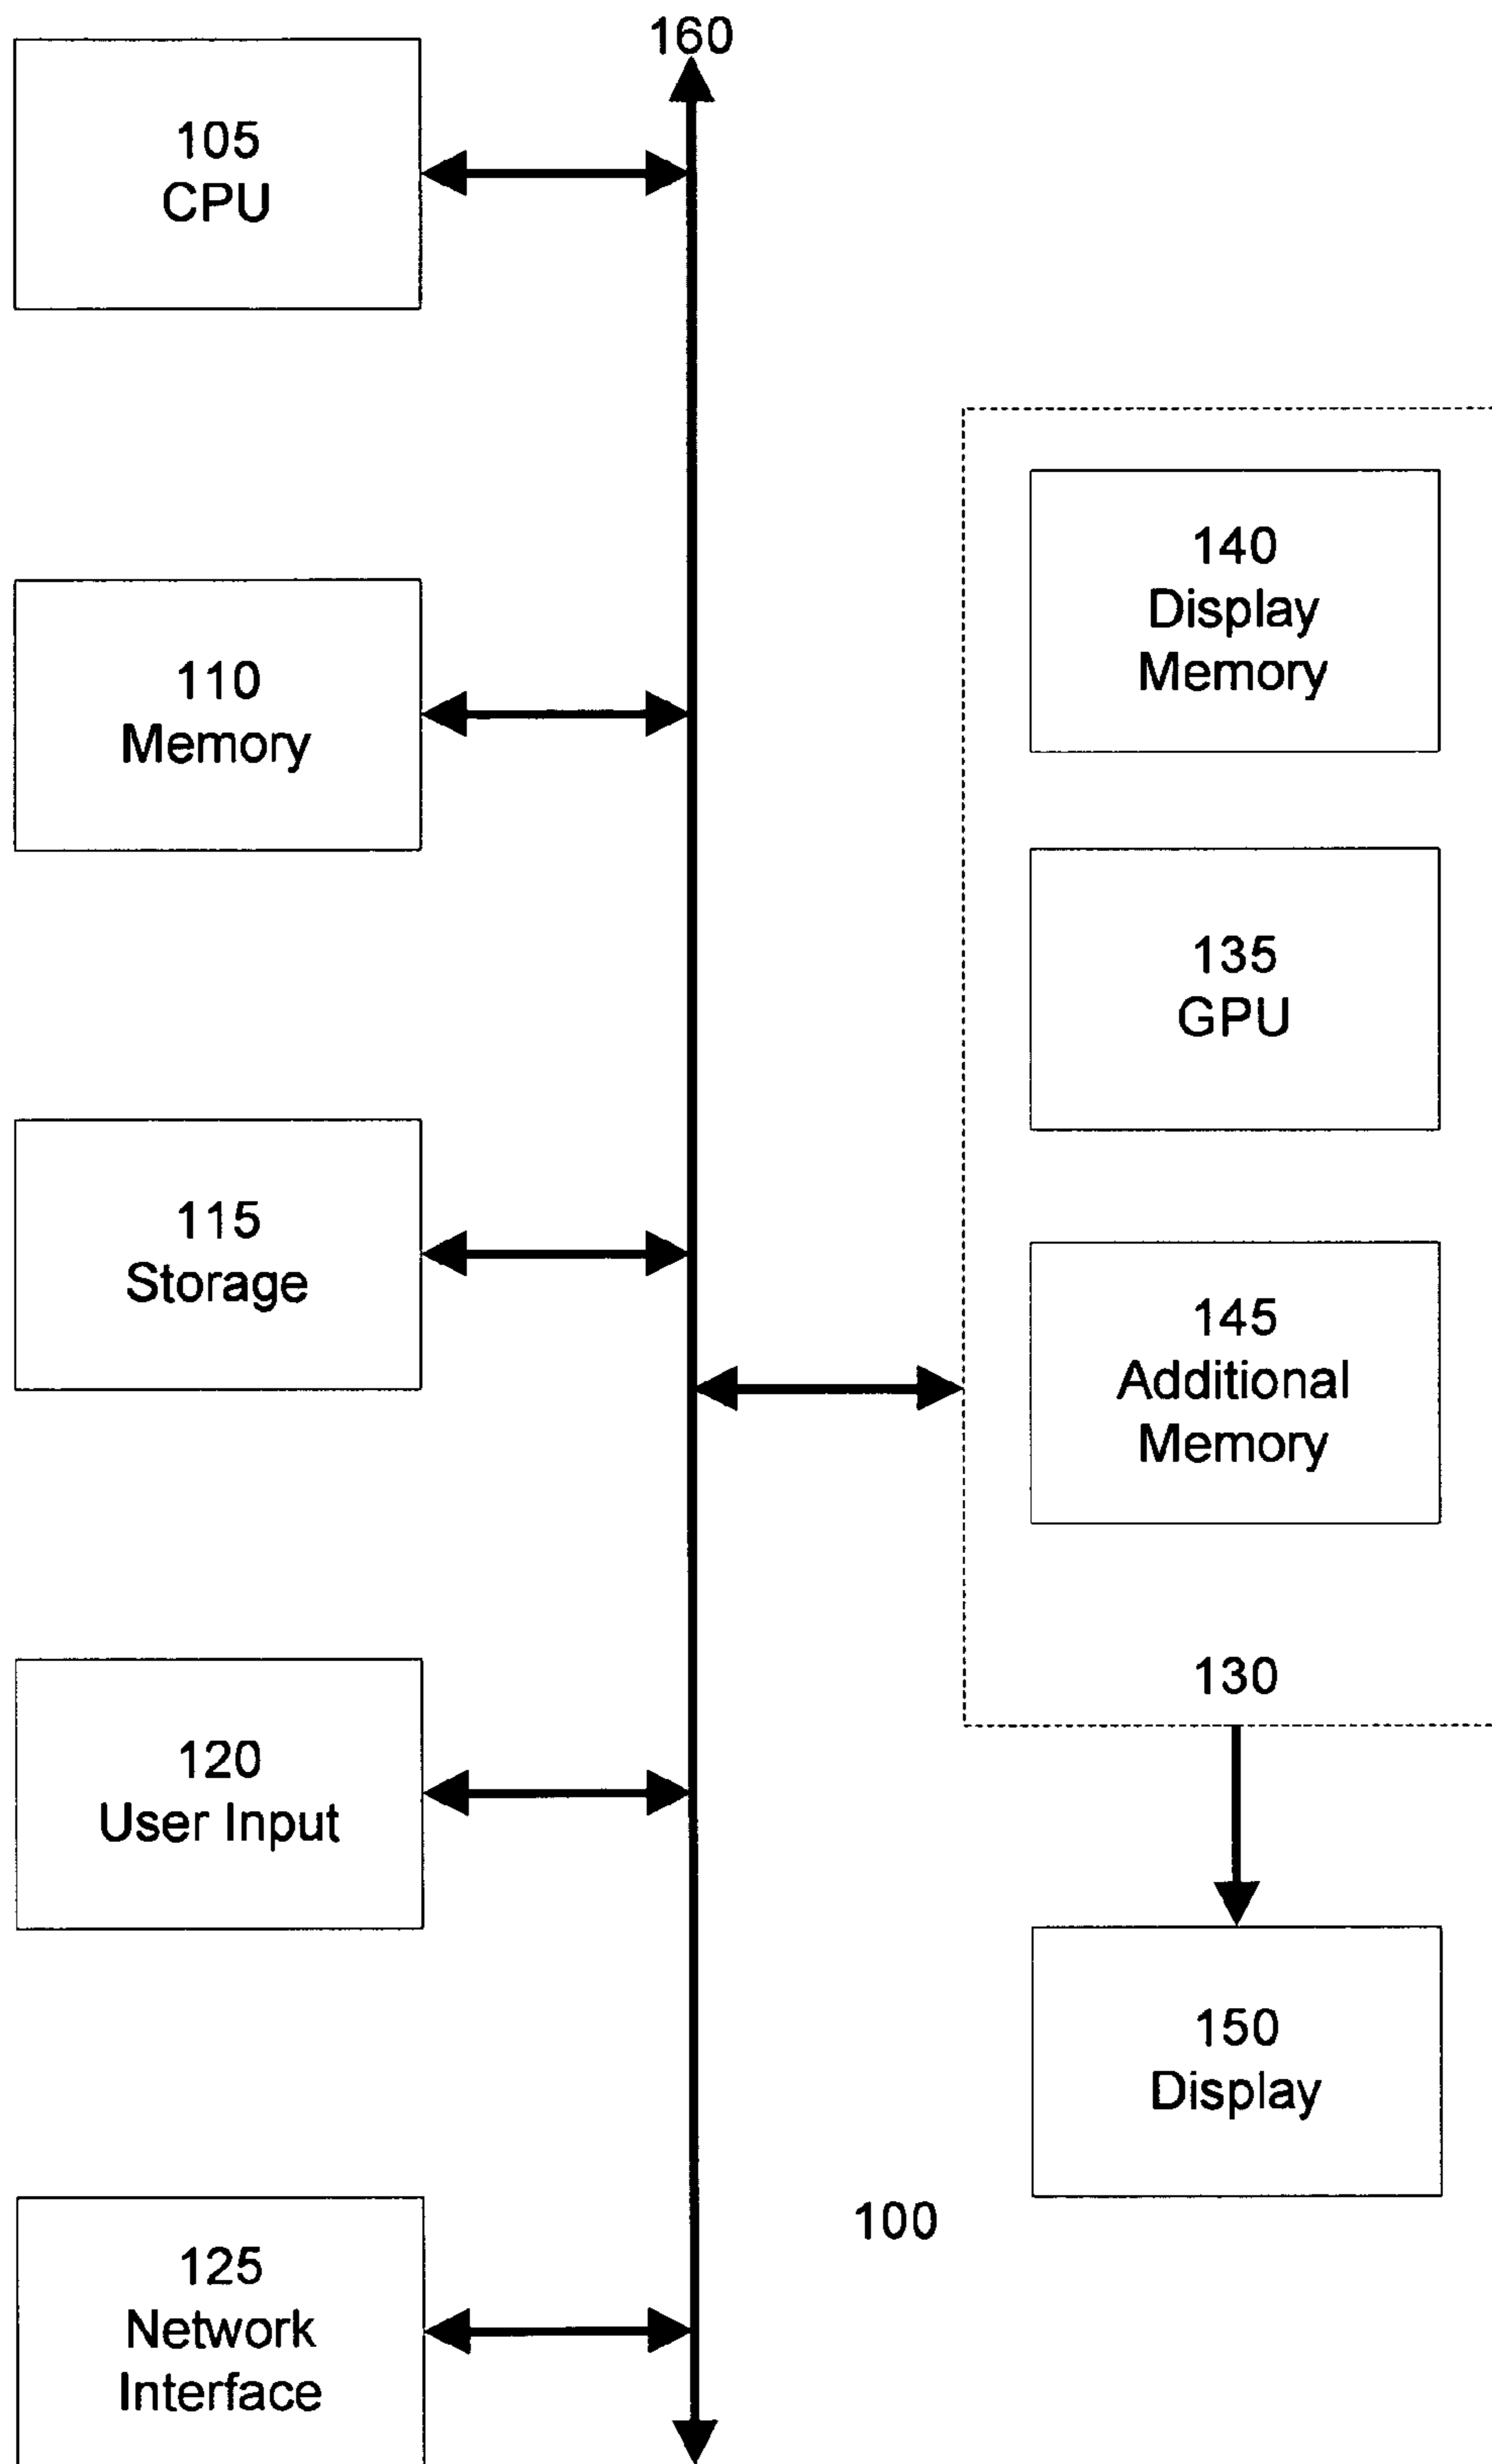 160
105
CPU
110
Memory
115
Storage
120
User Input
125
Network
Interface
140
Display
Memory
135
GPU
145
Additional
Memory
130
150
Display
100